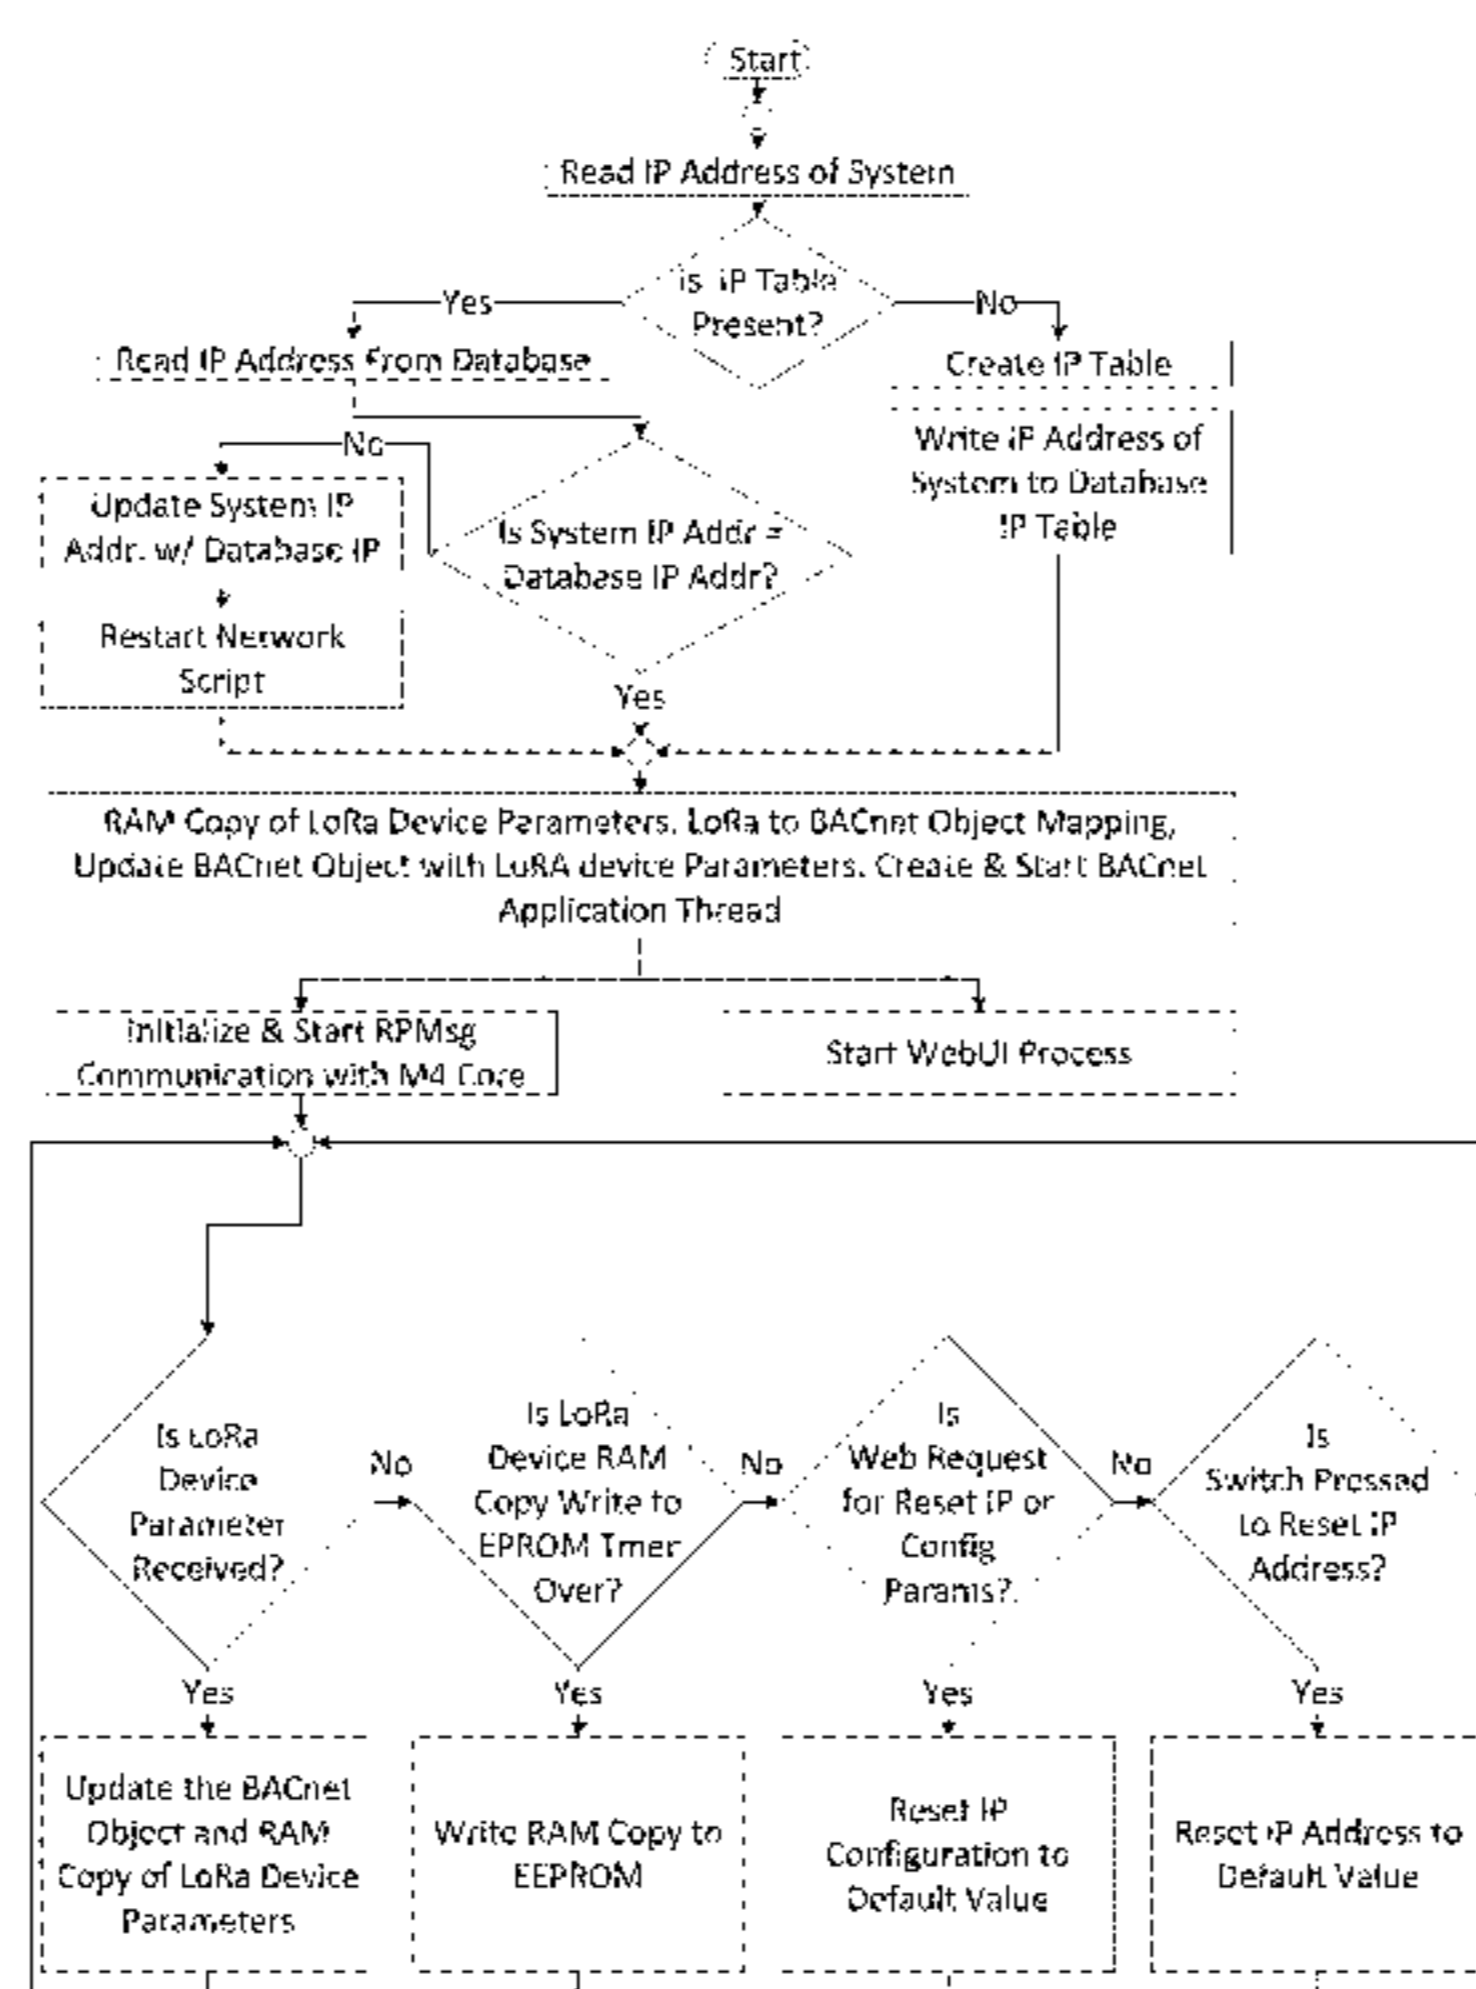 Start
Read IP Address of System
Is IP Table
Present?
Yes
No
Read IP Address from Database
Create IP Table
No
Write IP Address of
System to Database
IP Table
Update System IP
Addr. w/ Database IP
Is System IP Addr =
Database IP Addr?
Restart Network
Script
Yes
RAM Copy of LoRa Device Parameters. LoRa to BACnet Object Mapping,
Update BACnet Object with LoRA device Parameters. Create & Start BACnet
Application Thread
Initialize & Start RPMsg
Communication with M4 Core
Start WebUI Process
Is LoRa
Device
Parameter
Received?
No
Is LoRa
Device RAM
Copy Write to
EPROM Tmer
Over?
No
Is
Web Request
for Reset IP or
Config
Params?
No
Is
Switch Pressed
to Reset IP
Address?
Yes
Yes
Yes
Yes
Update the BACnet
Object and RAM
Copy of LoRa Device
Parameters
Write RAM Copy to
EEPROM
Reset IP
Configuration to
Default Value
Reset IP Address to
Default Value